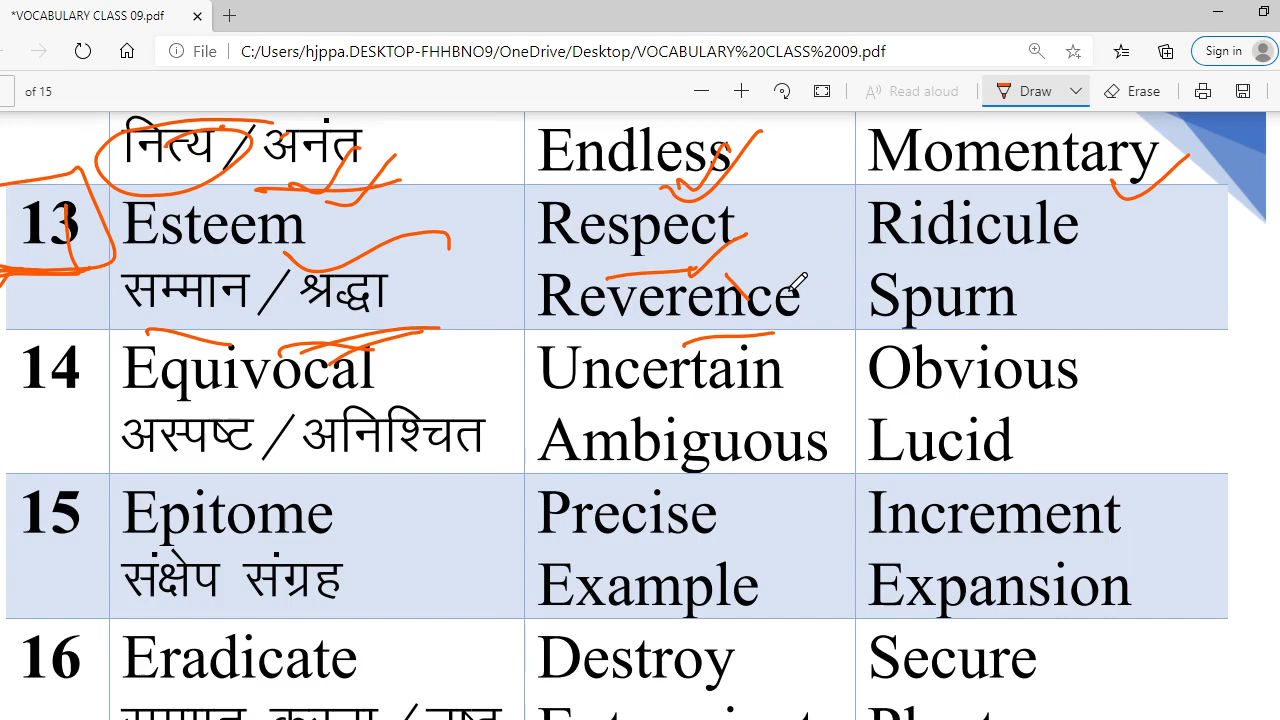 *VOCABULARY CLASS 09.pdf
Sign in
File C:/Users/hjppa.DESKTOP-FHHBNO9/OneDrive/Desktop/VOCABULARY%20CLASS%2009.pdf
of 15 Read aloud Draw Erase
नित्य / अनंत Endless Momentary
13 Esteem Respect Ridicule
सम्मान / श्रद्धा Reverence Spurn
14 Equivocal Uncertain Obvious
अस्पष्ट / अनिश्चित Ambiguous Lucid
15 Epitome Precise Increment
संक्षेप संग्रह Example Expansion
16 Eradicate Destroy Secure